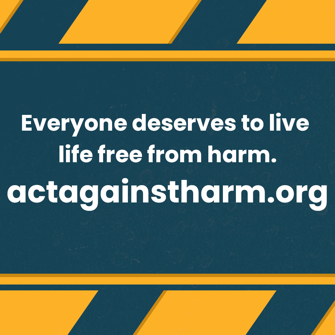 Everyone deserves to live
life free from harm.
actagainstharm.org